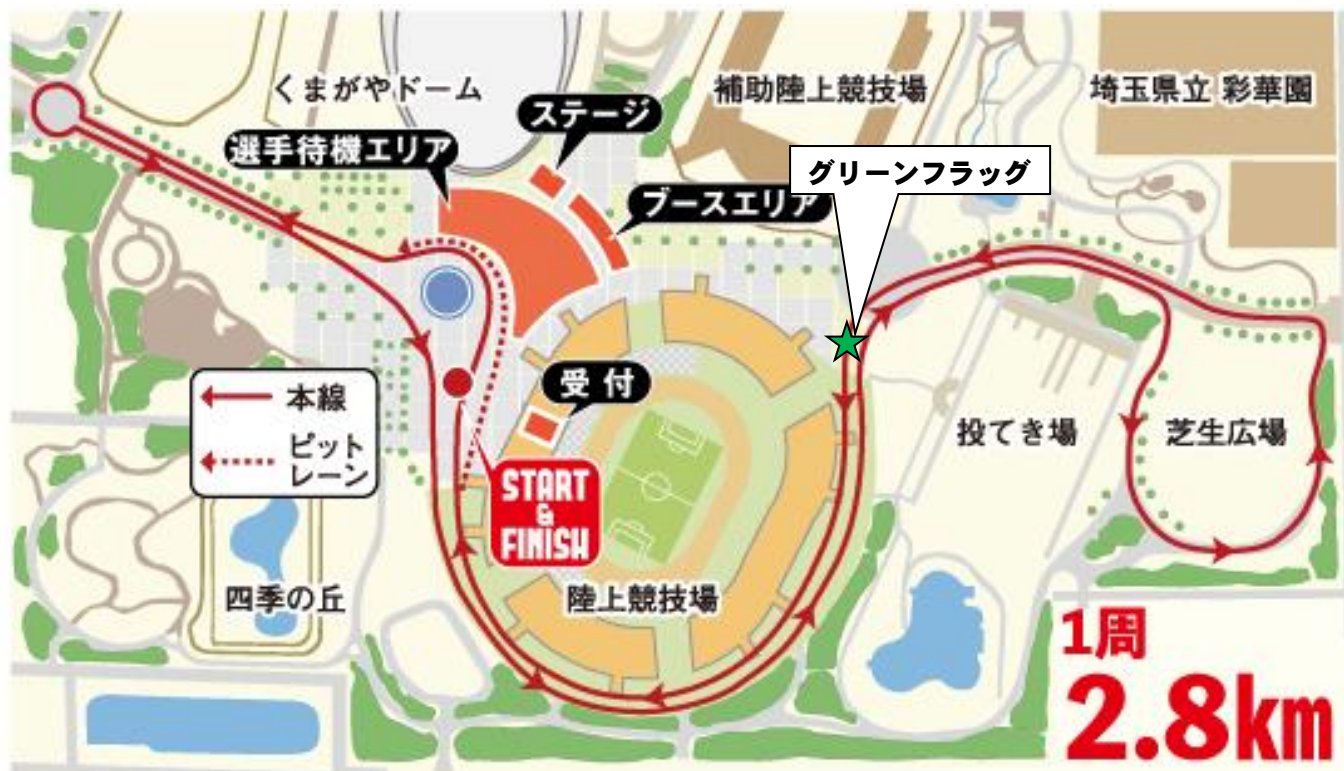 くまがやドーム
補助陸上競技場
埼玉県立 彩華園
ステージ
選手待機エリア
グリーンフラッグ
ブースエリア
受 付
本線
ピット
レーン
投てき場
芝生広場
START
&
FINISH
四季の丘
陸上競技場
1周
2.8km